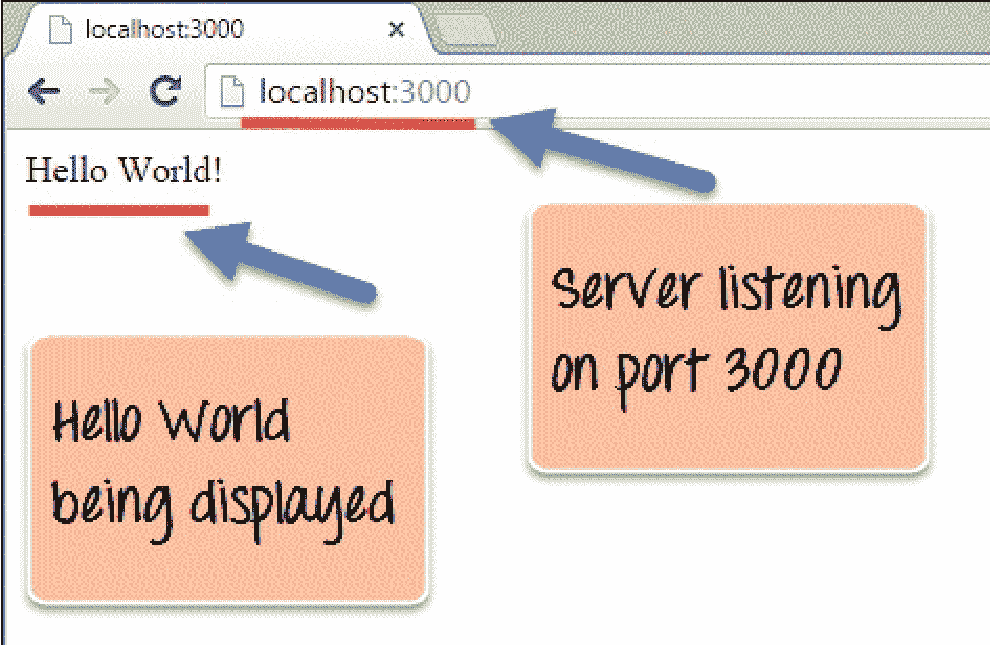 localhost:3000
localhost:3000
Hello World!
Server listening
on port 3000
Hello World
being displayed